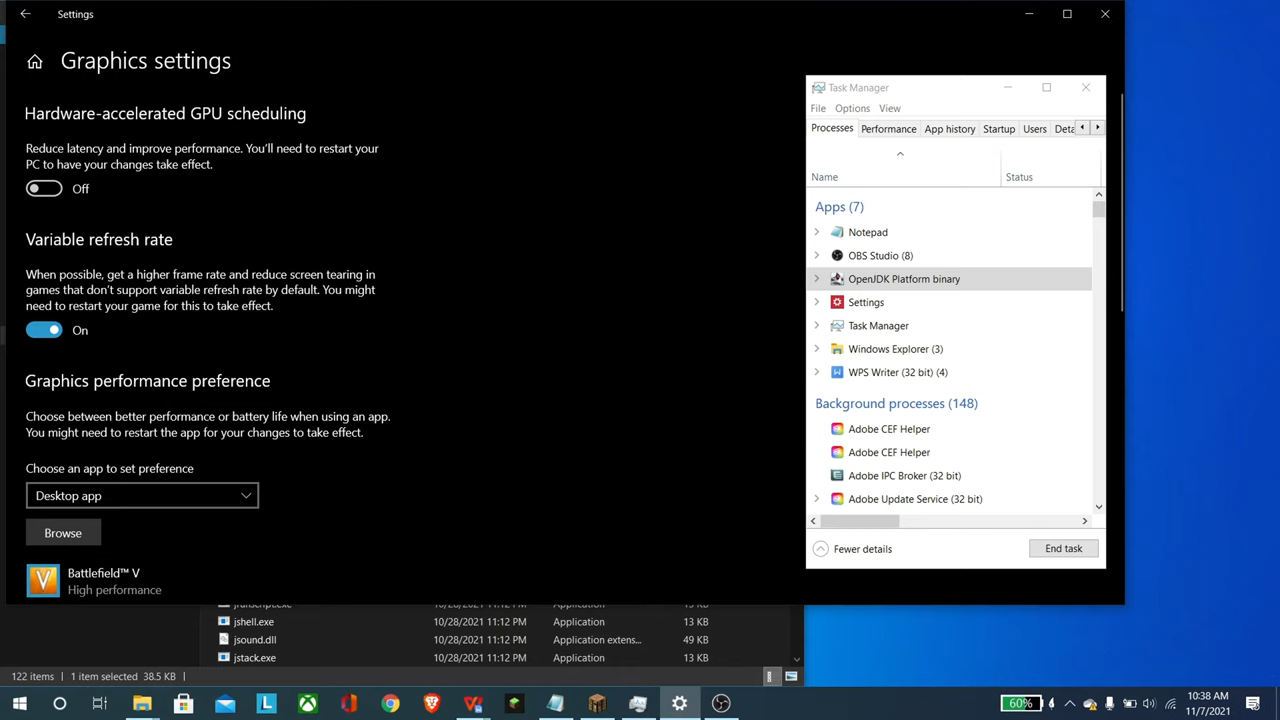 Settings
Graphics settings
Hardware-accelerated GPU scheduling
Reduce latency and improve performance. You'll need to restart your
PC to have your changes take effect.
Off
Variable refresh rate
When possible, get a higher frame rate and reduce screen tearing in
games that don't support variable refresh rate by default. You might
need to restart your game for this to take effect.
On
Graphics performance preference
Choose between better performance or battery life when using an app.
You might need to restart the app for your changes to take effect.
Choose an app to set preference
Desktop app
Browse
V
Battlefield™ V
High performance
Task Manager
File Options View
Processes Performance App history Startup Users Deta
Name Status
Apps (7)
Notepad
OBS Studio (8)
OpenJDK Platform binary
Settings
Task Manager
Windows Explorer (3)
W WPS Writer (32 bit) (4)
Background processes (148)
Adobe CEF Helper
Adobe CEF Helper
Adobe IPC Broker (32 bit)
Adobe Update Service (32 bit)
Fewer details End task
10/28/2021 11:12 PM Application 13 KB
jshell.exe 10/28/2021 11:12 PM Application 13 KB
jsound.dll 10/28/2021 11:12 PM Application extens... 49 KB
jstack.exe 10/28/2021 11:12 PM Application 13 KB
122 items 1 item selected 38.5 KB
L
60%
10:38 AM
11/7/2021